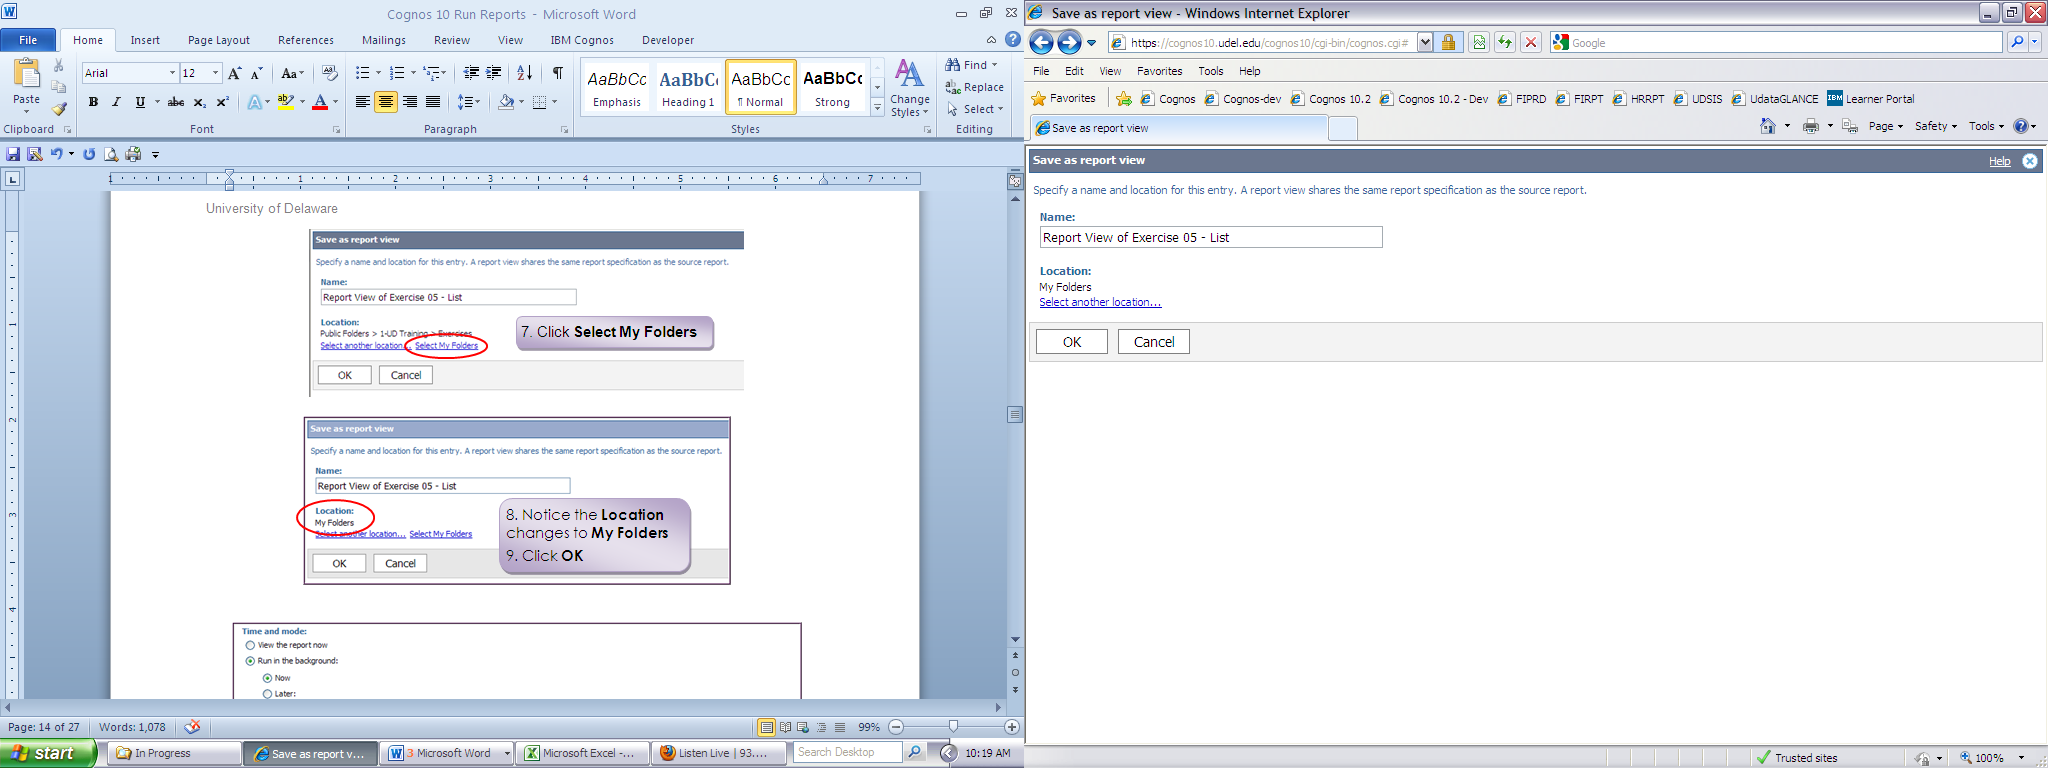 Cognos 10 Run Reports - Microsoft Word
File Home Insert Page Layout References Mailings Review View IBM Cognos Developer
Paste
Clipboard
Arial 12
Font
Paragraph
AaBbCc AaBbC AaBbCc AaBbCc
Emphasis Heading 1 ¶ Normal Strong
Change
Styles
Styles
Find
Replace
Select
Editing
1 1 2 3 4 5 6 7
University of Delaware
Save as report view
Specify a name and location for this entry. A report view shares the same report specification as the source report.
Name:
Report View of Exercise 05 - List
Location:
Public Folders > 1-UD Training > Exercises
Select another location... Select My Folders
7. Click Select My Folders
OK Cancel
Save as report view
Specify a name and location for this entry. A report view shares the same report specification as the source report.
Name:
Report View of Exercise 05 - List
Location:
My Folders
Select another location... Select My Folders
8. Notice the Location
changes to My Folders
9. Click OK
OK Cancel
Time and mode:
View the report now
Run in the background:
Now
Later:
1
2
3
4
Page: 14 of 27 Words: 1,078 99%
start In Progress Save as report v... 3 Microsoft Word Microsoft Excel -... Listen Live | 93.... Search Desktop 10:19 AM
Save as report view - Windows Internet Explorer
https://cognos10.udel.edu/cognos10/cgi-bin/cognos.cgi# Google
File Edit View Favorites Tools Help
Favorites Cognos Cognos-dev Cognos 10.2 Cognos 10.2 - Dev FIPRD FIRPT HRRPT UDSIS UdataGLANCE IBM Learner Portal
Save as report view Page Safety Tools
Save as report view Help
Specify a name and location for this entry. A report view shares the same report specification as the source report.
Name:
Report View of Exercise 05 - List
Location:
My Folders
Select another location...
OK Cancel
Trusted sites 100%